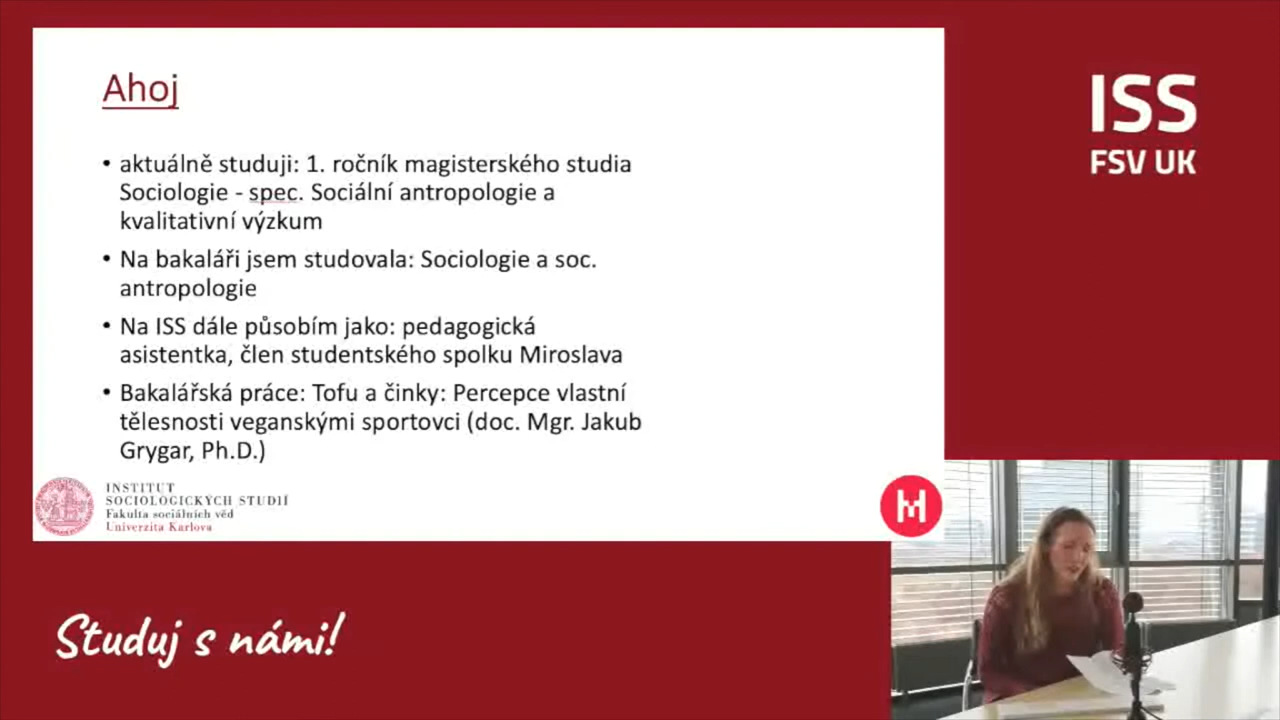 Ahoj
• aktuálně studuji: 1. ročník magisterského studia
Sociologie - spec. Sociální antropologie a
kvalitativní výzkum
• Na bakaláři jsem studovala: Sociologie a soc.
antropologie
• Na ISS dále působím jako: pedagogická
asistentka, člen studentského spolku Miroslava
• Bakalářská práce: Tofu a činky: Percepce vlastní
tělesnosti veganskými sportovci (doc. Mgr. Jakub
Grygar, Ph.D.)
INSTITUT
SOCIOLOGICKÝCH STUDIÍ
Fakulta sociálních věd
Univerzita Karlova
M
ISS
FSV UK
Studuj s námi!